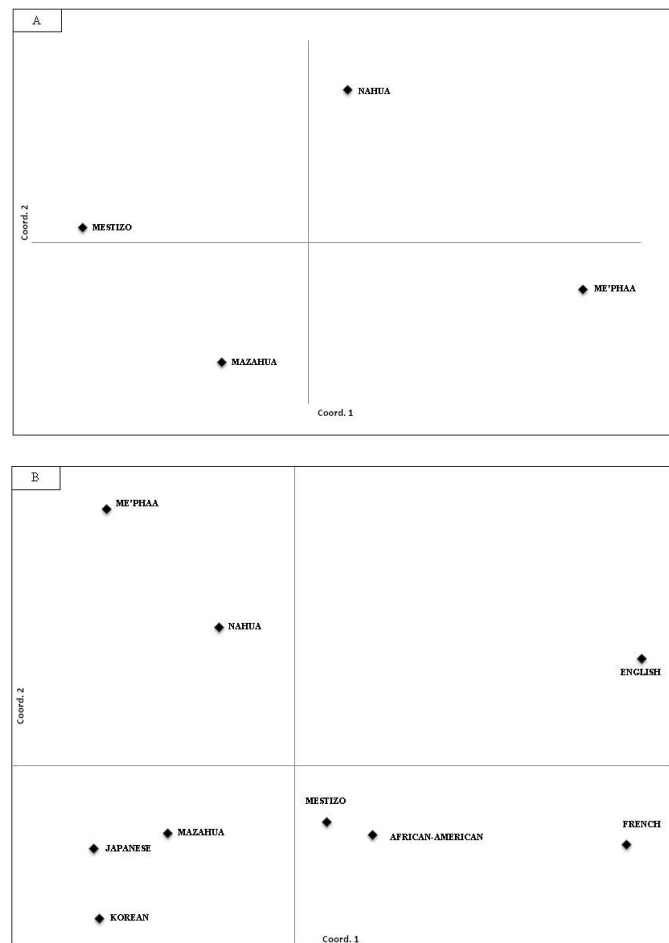 A
NAHUA
Coord. 2
MESTIZO
ME'PHAA
MAZAHUA
Coord. 1
B
ME'PHAA
NAHUA
ENGLISH
Coord. 2
MESTIZO
FRENCH
MAZAHUA
AFRICAN-AMERICAN
JAPANESE
KOREAN
Coord. 1